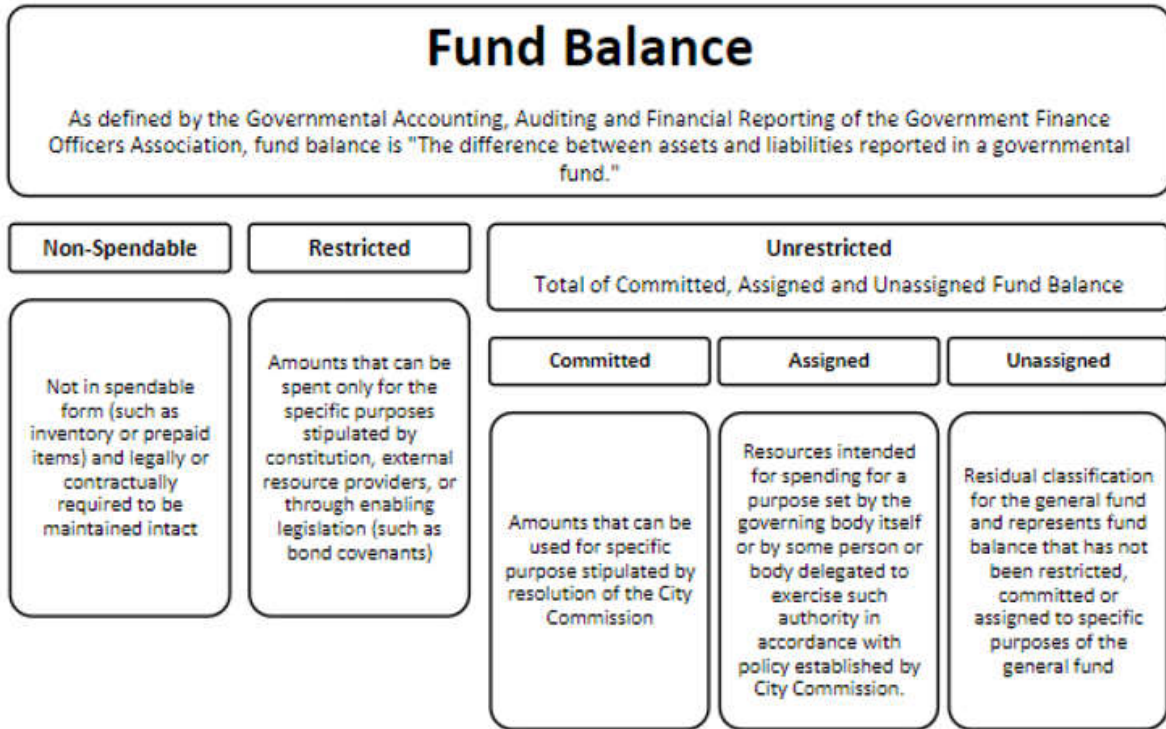 Fund Balance
As defined by the Governmental Accounting, Auditing and Financial Reporting of the Government Finance
Officers Association, fund balance is "The difference between assets and liabilities reported in a governmental
fund."
Non-Spendable
Not in spendable
form (such as
inventory or prepaid
items) and legally or
contractually
required to be
maintained intact
Restricted
Amounts that can be
spent only for the
specific purposes
stipulated by
constitution, external
resource providers, or
through enabling
legislation (such as
bond covenants)
Unrestricted
Total of Committed, Assigned and Unassigned Fund Balance
Committed
Amounts that can be
used for specific
purpose stipulated by
resolution of the City
Commission
Assigned
Resources intended
for spending for a
purpose set by the
governing body itself
or by some person or
body delegated to
exercise such
authority in
accordance with
policy established by
City Commission.
Unassigned
Residual classification
for the general fund
and represents fund
balance that has not
been restricted,
committed or
assigned to specific
purposes of the
general fund